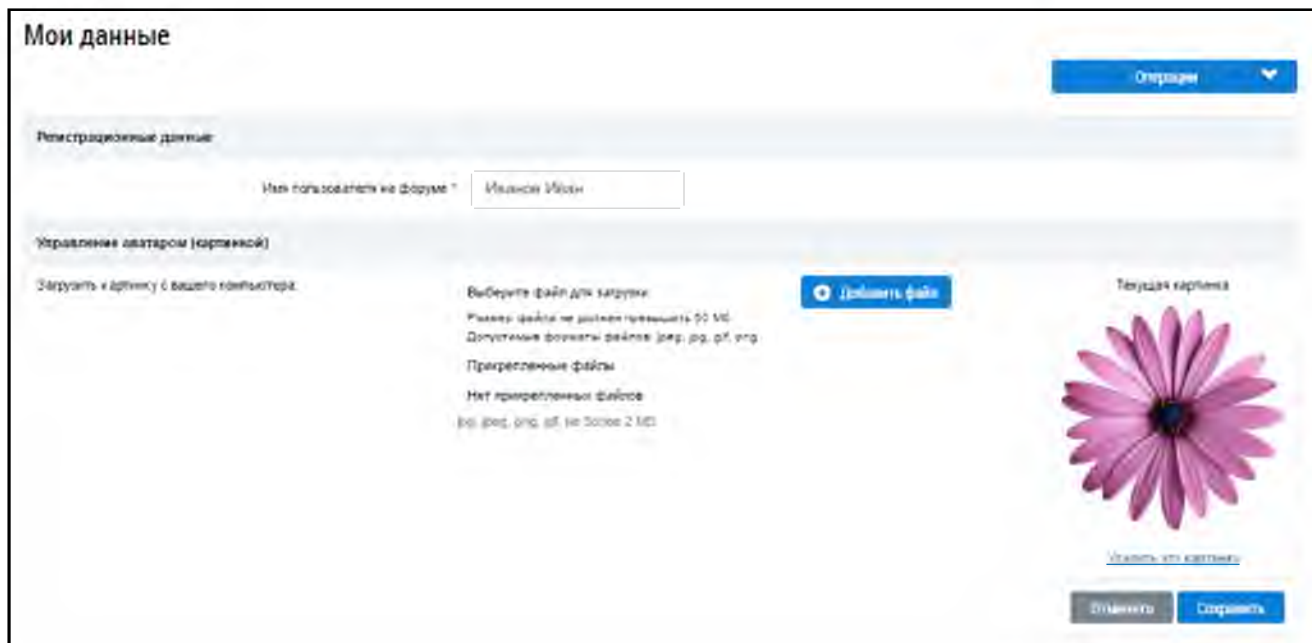 Мои данные
Операции
Регистрационные данные
Имя пользователя на форуме *
Иванов Иван
Управление аватаром (картинкой)
Загрузить картинку с вашего компьютера
Выберите файл для загрузки
Добавить файл
Текущая картинка
Размер файла не должен превышать 50 Мб
Допустимые форматы файлов: jpeg, jpg, gif, png
Прикрепленные файлы
Нет прикрепленных файлов
jpg, jpeg, png, gif, не более 2 МБ
Удалить эту картинку
Отменить
Сохранить